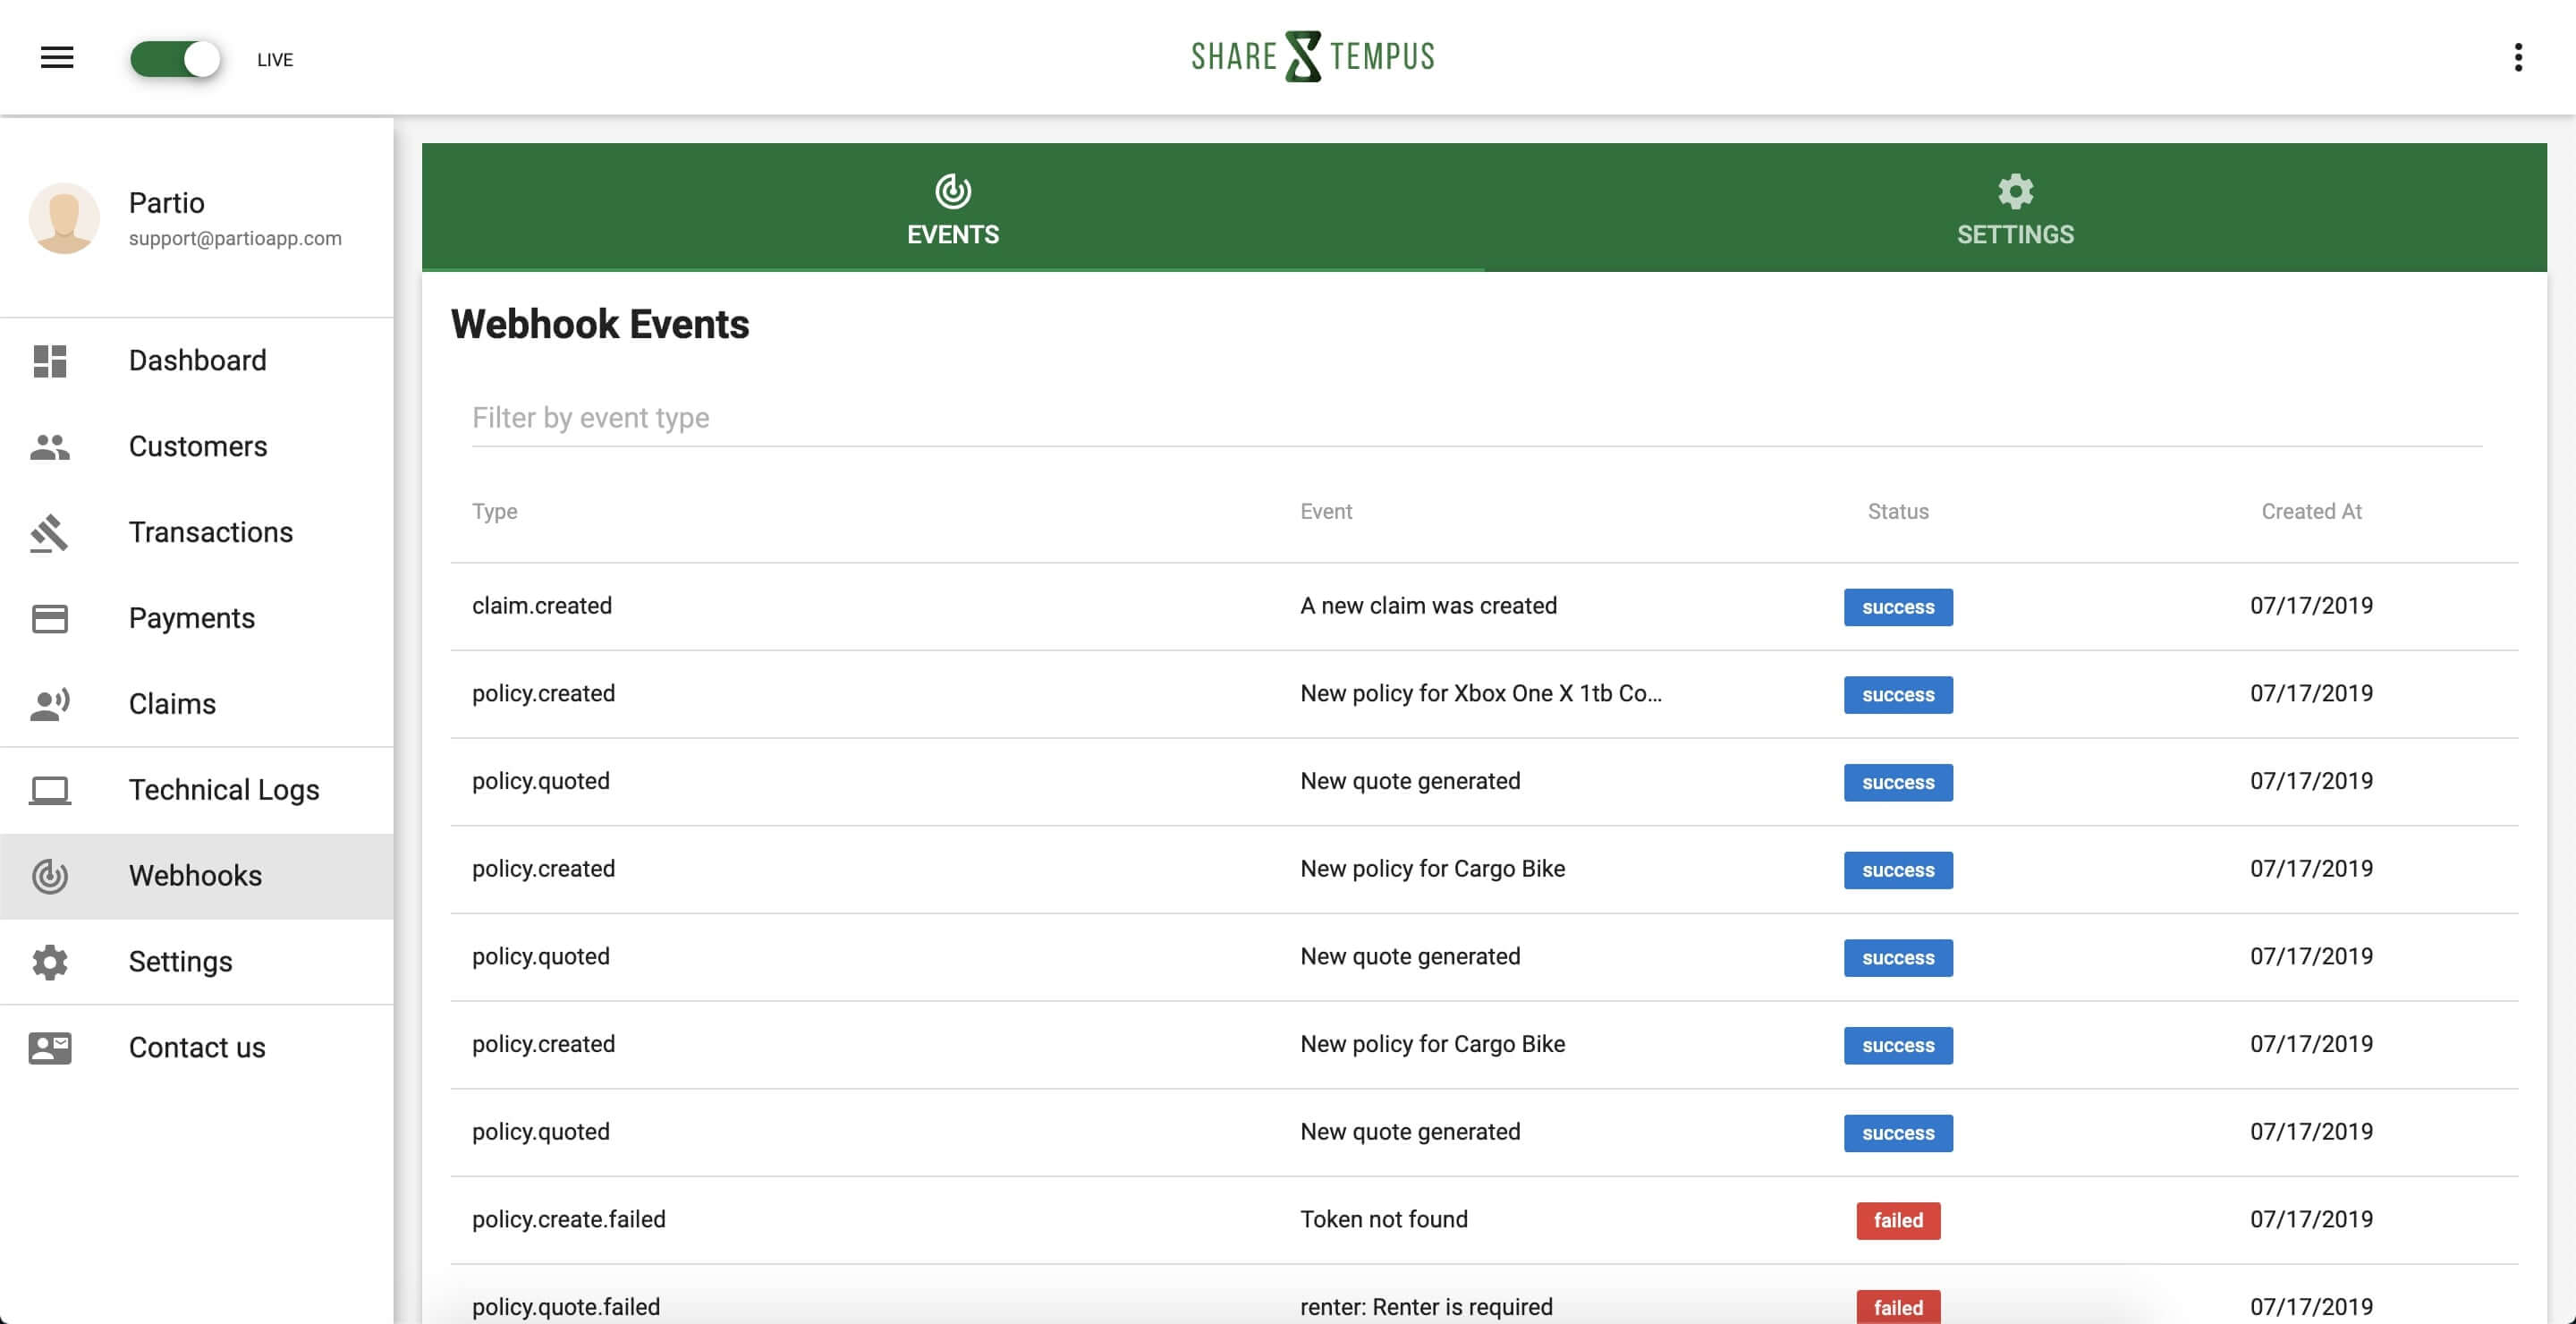 LIVE
SHARE TEMPUS
Partio
support@partioapp.com
Dashboard
Customers
Transactions
Payments
Claims
Technical Logs
Webhooks
Settings
Contact us
EVENTS
SETTINGS
Webhook Events
Filter by event type
Type Event Status Created At
claim.created A new claim was created success 07/17/2019
policy.created New policy for Xbox One X 1tb Co... success 07/17/2019
policy.quoted New quote generated success 07/17/2019
policy.created New policy for Cargo Bike success 07/17/2019
policy.quoted New quote generated success 07/17/2019
policy.created New policy for Cargo Bike success 07/17/2019
policy.quoted New quote generated success 07/17/2019
policy.create.failed Token not found failed 07/17/2019
policy.quote.failed renter: Renter is required failed 07/17/2019